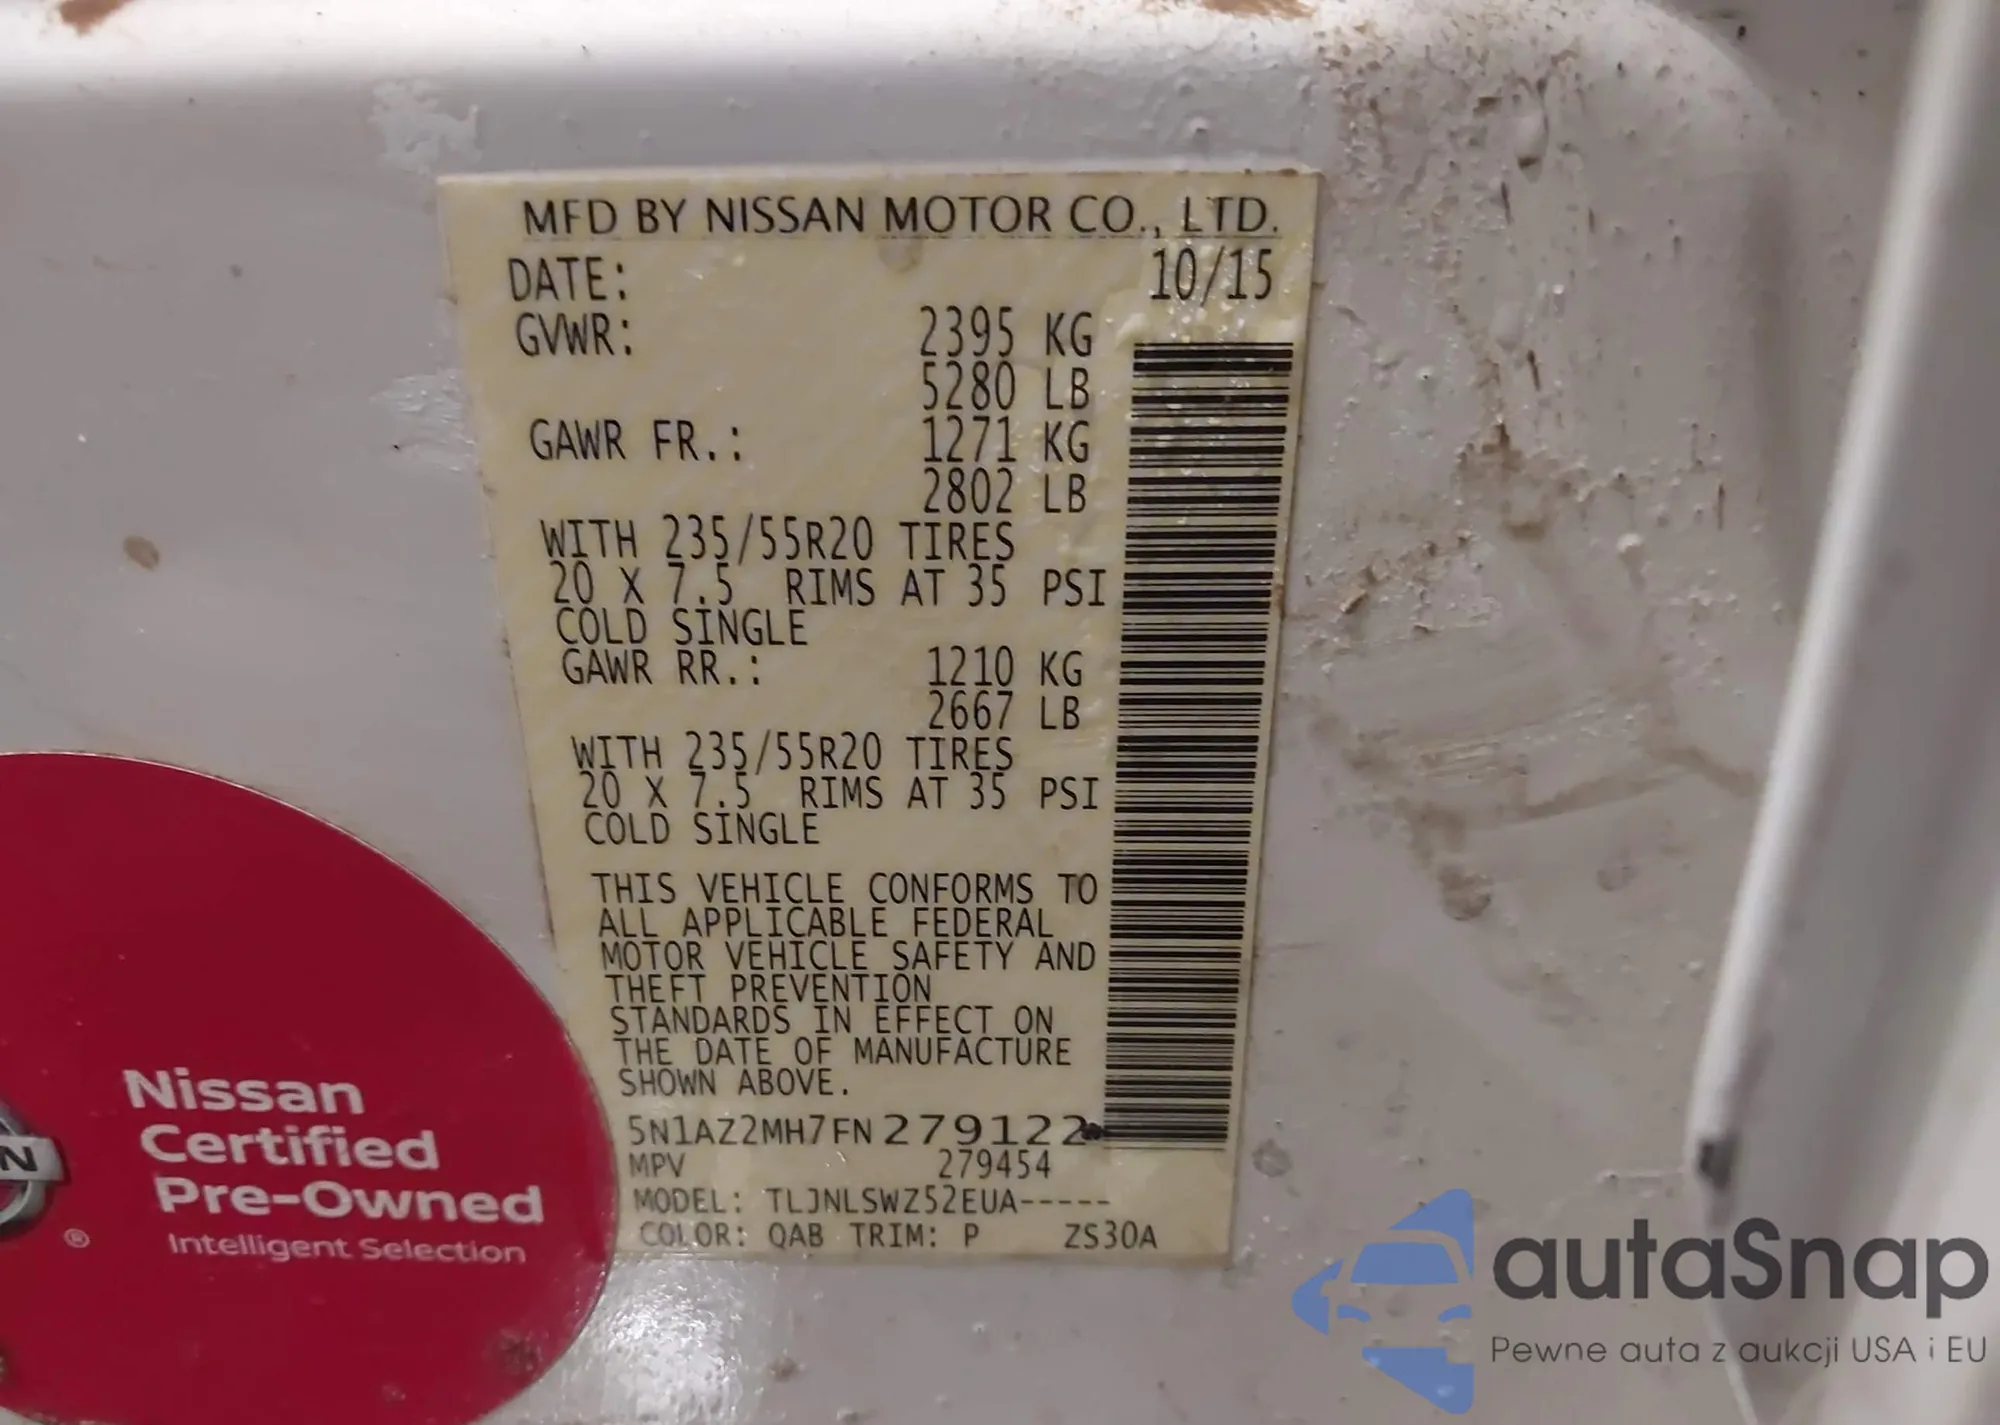 MFD BY NISSAN MOTOR CO., LTD.
DATE: 10/15
GVWR: 2395 KG
5280 LB
GAWR FR.: 1271 KG
2802 LB
WITH 235/55R20 TIRES
20 X 7.5 RIMS AT 35 PSI
COLD SINGLE
GAWR RR.: 1210 KG
2667 LB
WITH 235/55R20 TIRES
20 X 7.5 RIMS AT 35 PSI
COLD SINGLE
THIS VEHICLE CONFORMS TO
ALL APPLICABLE FEDERAL
MOTOR VEHICLE SAFETY AND
THEFT PREVENTION
STANDARDS IN EFFECT ON
THE DATE OF MANUFACTURE
SHOWN ABOVE.
5N1AZ2MH7FN279122
MPV 279454
MODEL: TLJNLSWZ52EUA-----
COLOR: QAB TRIM: P ZS30A
Nissan
Certified
Pre-Owned
Intelligent Selection
®
autaSnap
Pewne auta z aukcji USA i EU